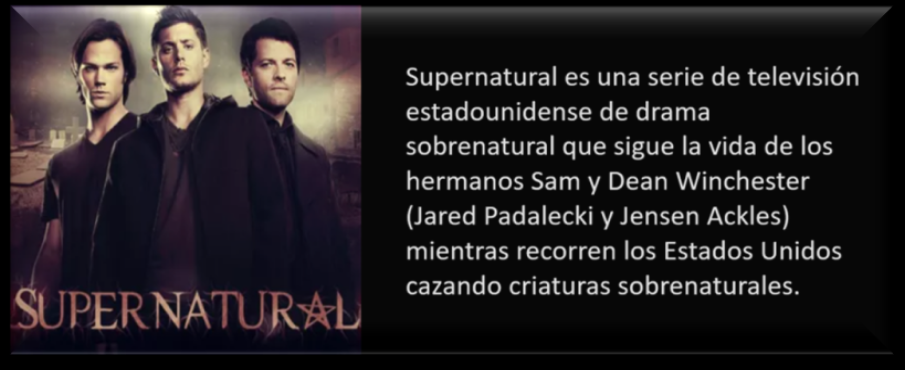 SUPERNATURAL
Supernatural es una serie de televisión
estadounidense de drama
sobrenatural que sigue la vida de los
hermanos Sam y Dean Winchester
(Jared Padalecki y Jensen Ackles)
mientras recorren los Estados Unidos
cazando criaturas sobrenaturales.